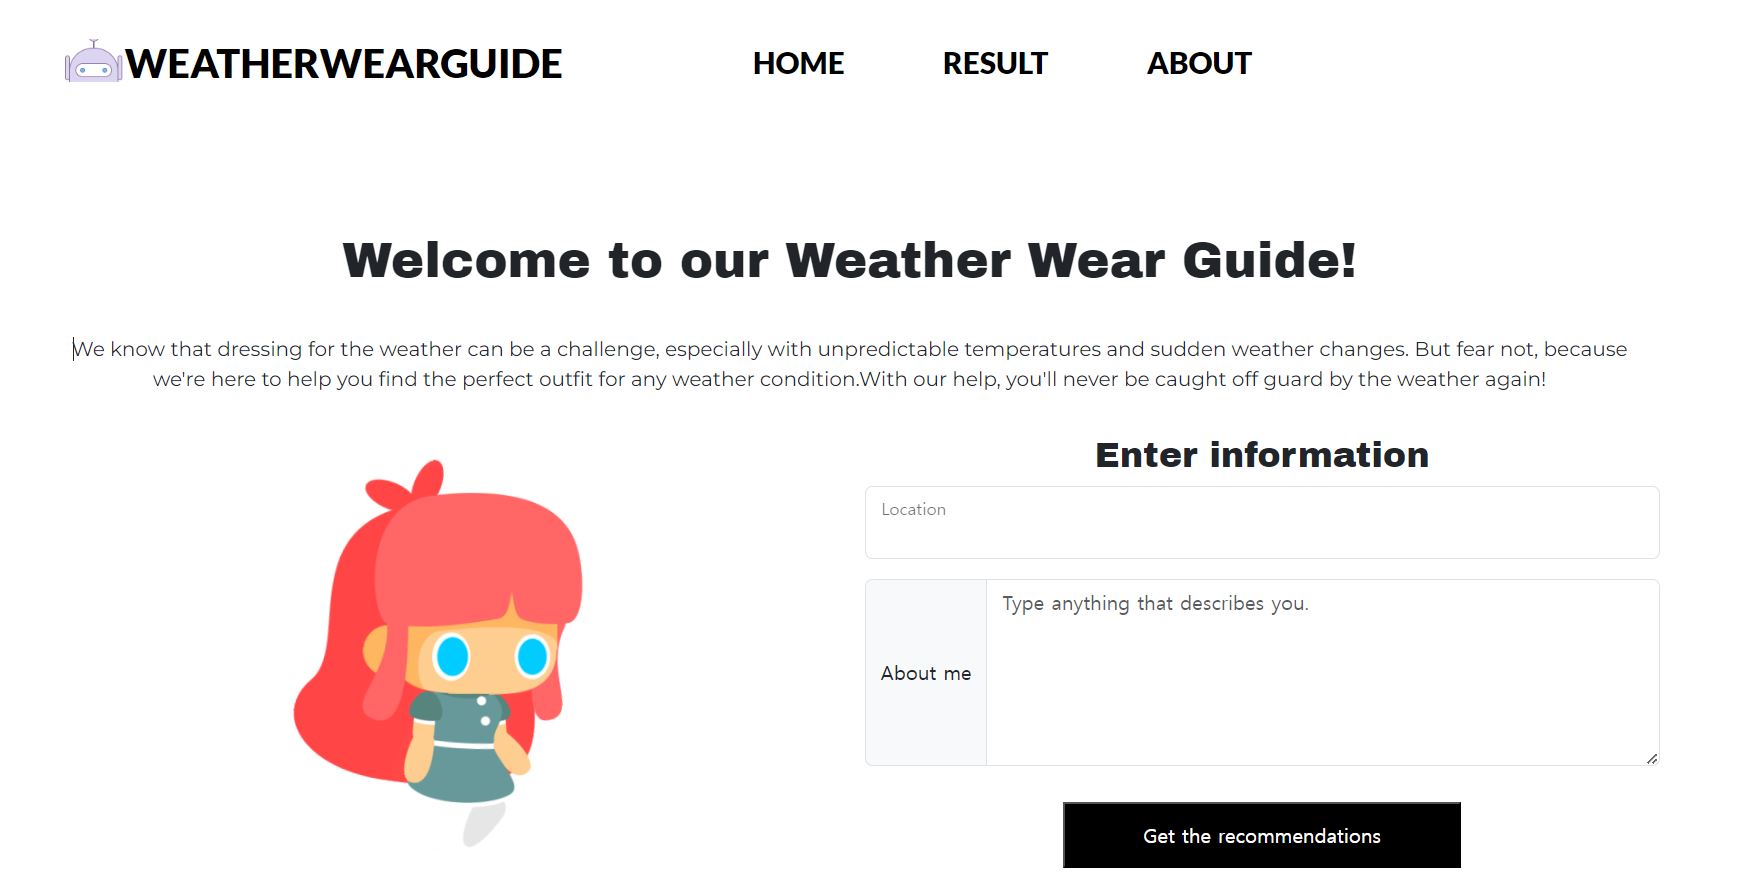 WEATHERWEARGUIDE
HOME
RESULT
ABOUT
Welcome to our Weather Wear Guide!
We know that dressing for the weather can be a challenge, especially with unpredictable temperatures and sudden weather changes. But fear not, because
we're here to help you find the perfect outfit for any weather condition.With our help, you'll never be caught off guard by the weather again!
Enter information
Location
About me
Type anything that describes you.
Get the recommendations